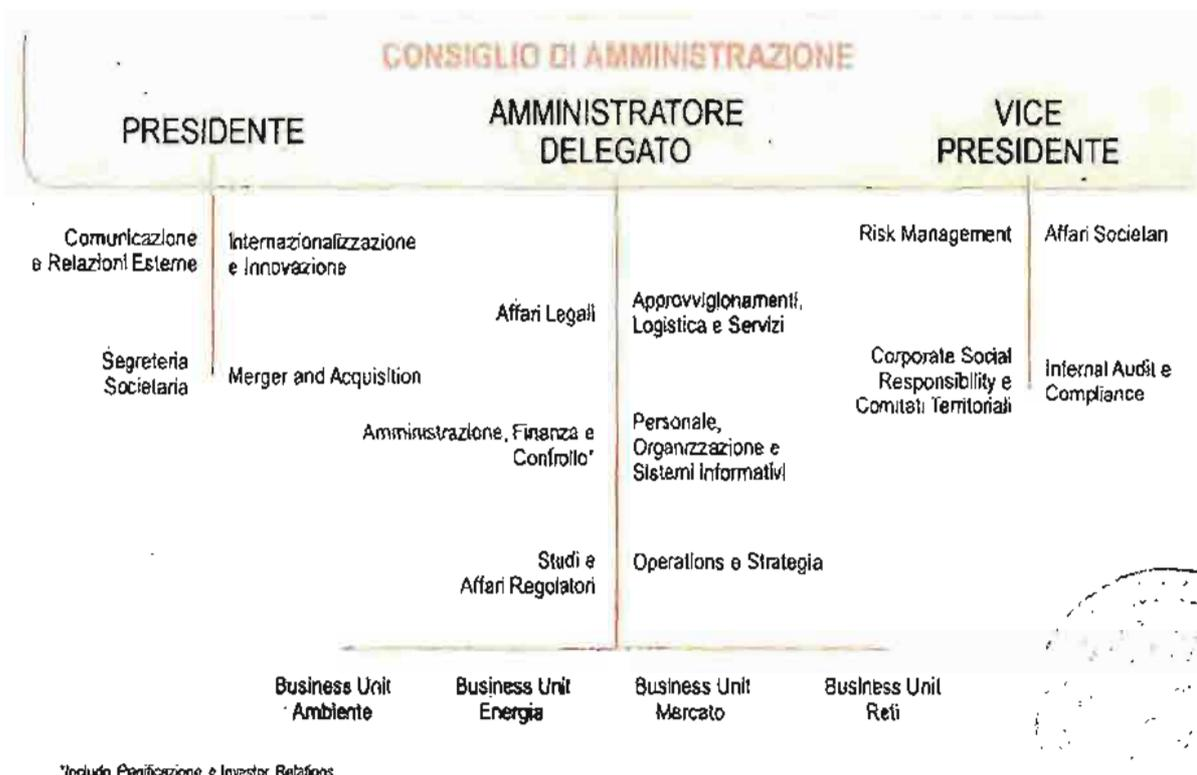 CONSIGLIO DI AMMINISTRAZIONE
PRESIDENTE
AMMINISTRATORE
DELEGATO
VICE
PRESIDENTE
Comunicazione
e Relazioni Esterne
Internazionalizzazione
e Innovazione
Segreteria
Societaria
Merger and Acquisition
Affari Legali
Approvvigionamenti,
Logistica e Servizi
Amministrazione, Finanza e
Controllo*
Personale,
Organizzazione e
Sistemi Informativi
Studi e
Affari Regolatori
Operations e Strategia
Risk Management
Affari Societari
Corporate Social
Responsibility e
Comitati Territoriali
Internal Audit e
Compliance
Business Unit
Ambiente
Business Unit
Energia
Business Unit
Mercato
Business Unit
Reti
*Include Pianificazione e Investor Relations